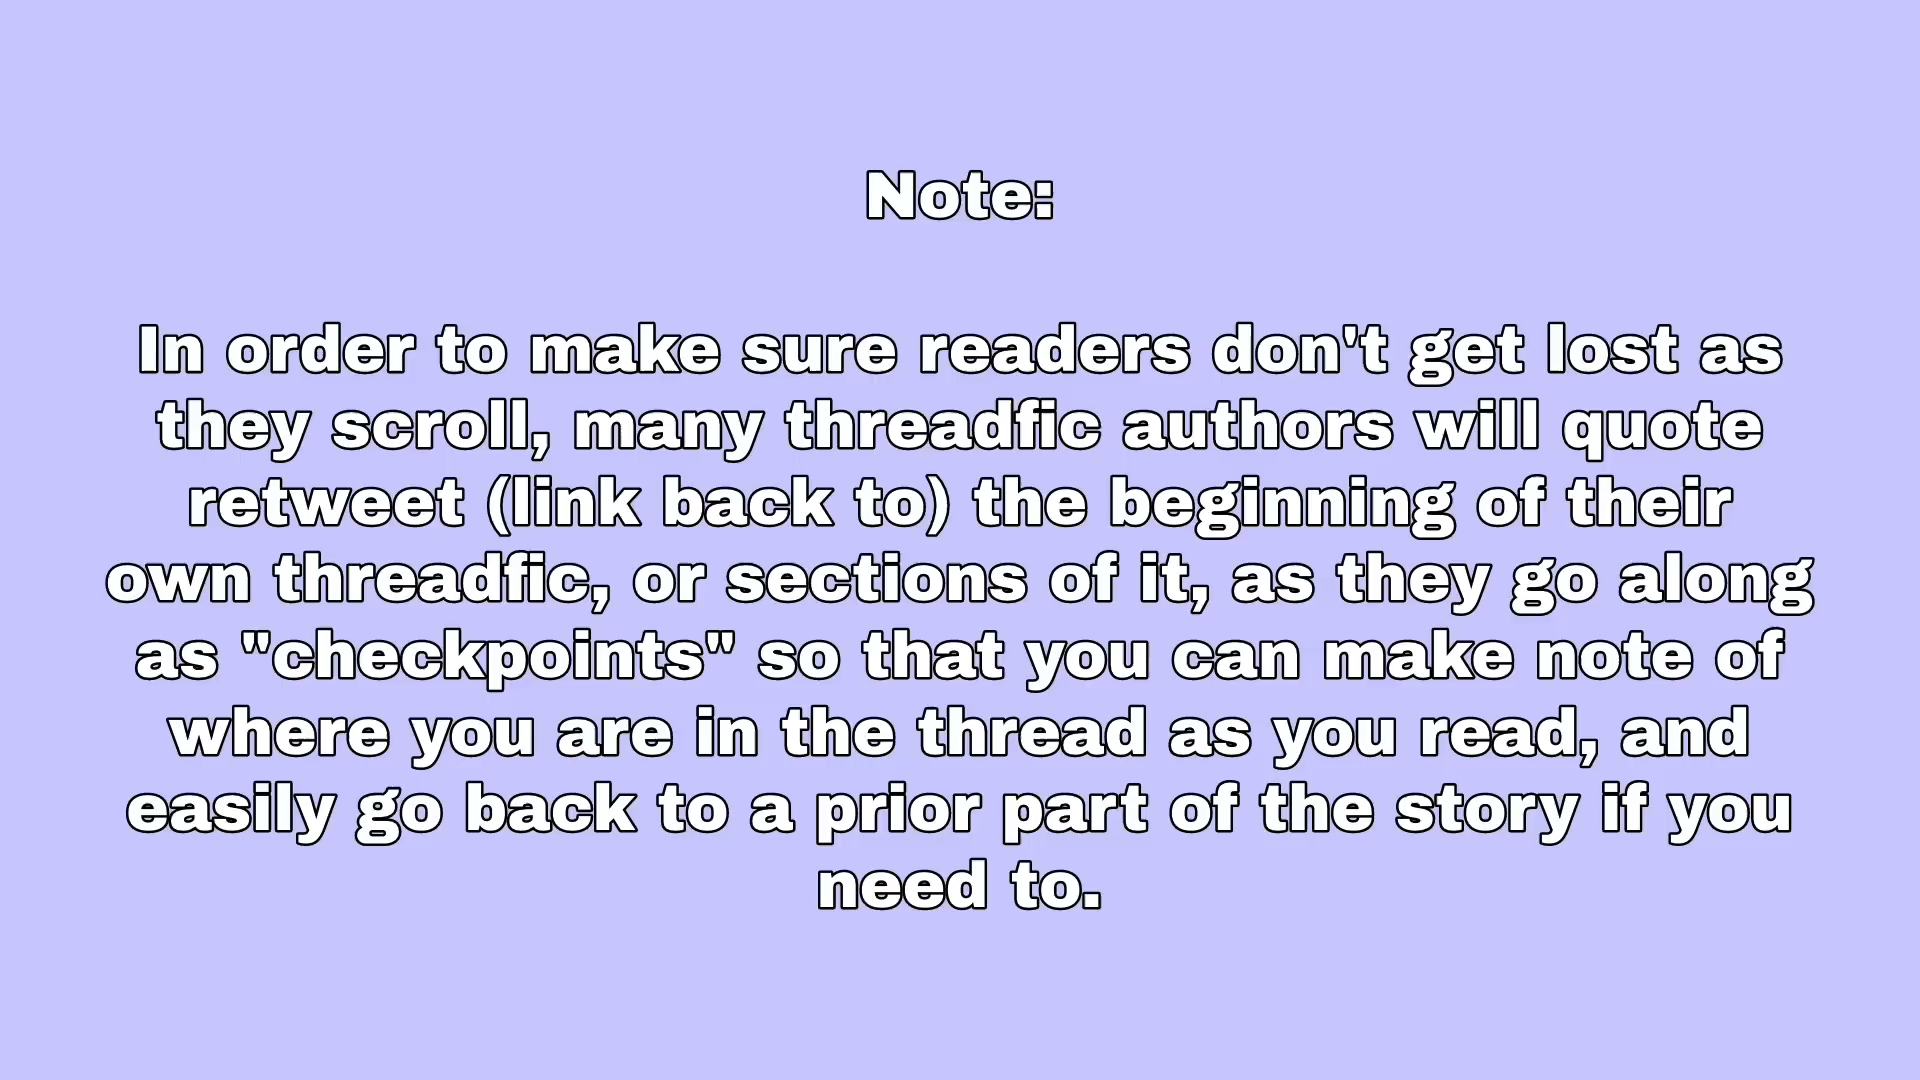 Note:
In order to make sure readers don't get lost as
they scroll, many threadfic authors will quote
retweet (link back to) the beginning of their
own threadfic, or sections of it, as they go along
as "checkpoints" so that you can make note of
where you are in the thread as you read, and
easily go back to a prior part of the story if you
need to.